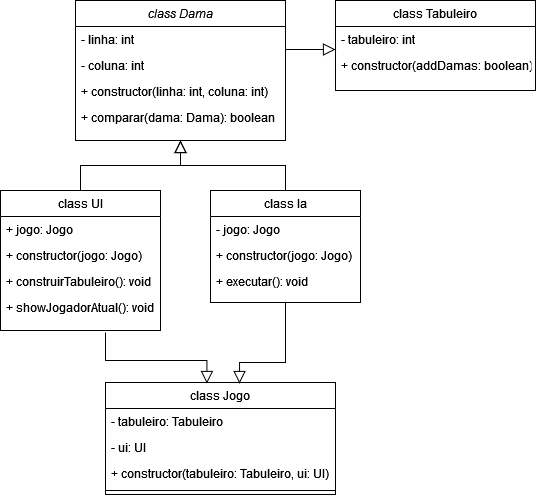 class Dama
- linha: int
- coluna: int
+ constructor(linha: int, coluna: int)
+ comparar(dama: Dama): boolean
class Tabuleiro
- tabuleiro: int
+ constructor(addDamas: boolean)
class UI
+ jogo: Jogo
+ constructor(jogo: Jogo)
+ construirTabuleiro(): void
+ showJogadorAtual(): void
class Ia
- jogo: Jogo
+ constructor(jogo: Jogo)
+ executar(): void
class Jogo
- tabuleiro: Tabuleiro
- ui: UI
+ constructor(tabuleiro: Tabuleiro, ui: UI)